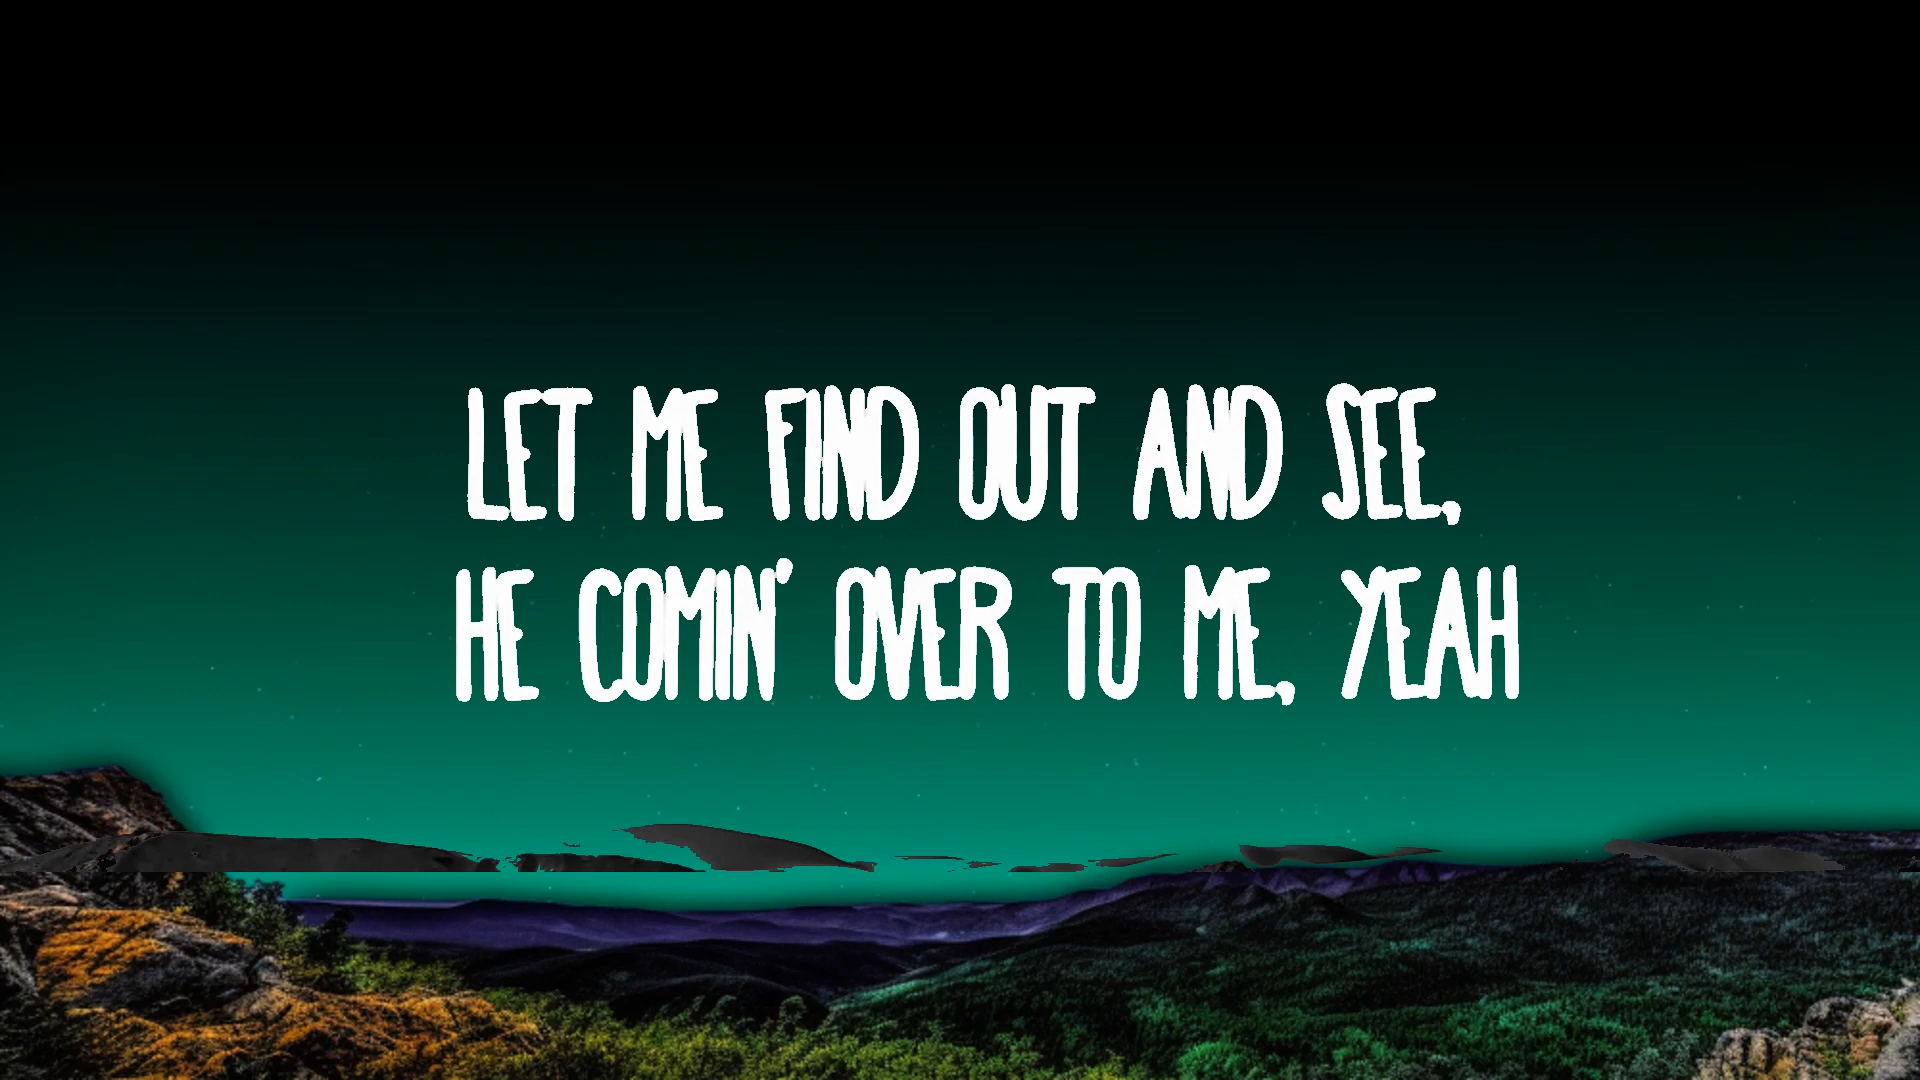 LET ME FIND OUT AND SEE,
HE COMIN' OVER TO ME, YEAH